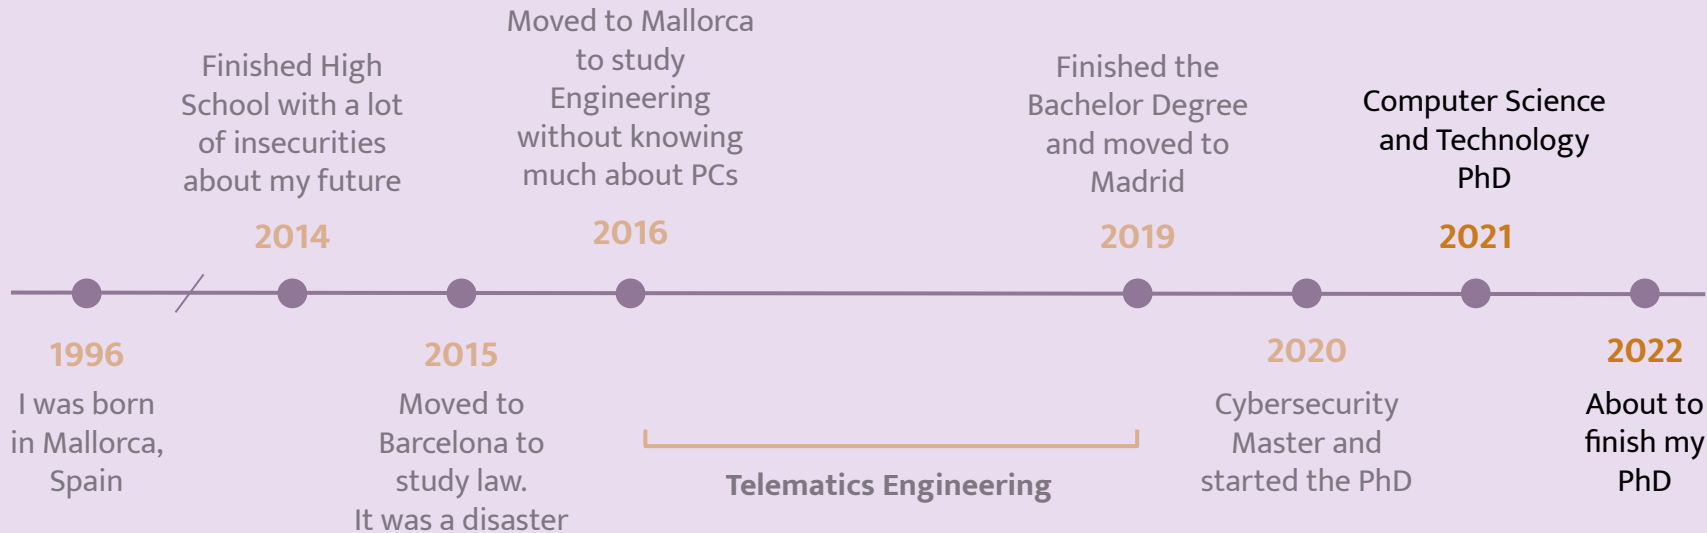 1996
I was born
in Mallorca,
Spain
Finished High
School with a lot
of insecurities
about my future
2014
2015
Moved to
Barcelona to
study law.
It was a disaster
Moved to Mallorca
to study
Engineering
without knowing
much about PCs
2016
Telematics Engineering
Finished the
Bachelor Degree
and moved to
Madrid
2019
2020
Cybersecurity
Master and
started the PhD
Computer Science
and Technology
PhD
2021
2022
About to
finish my
PhD